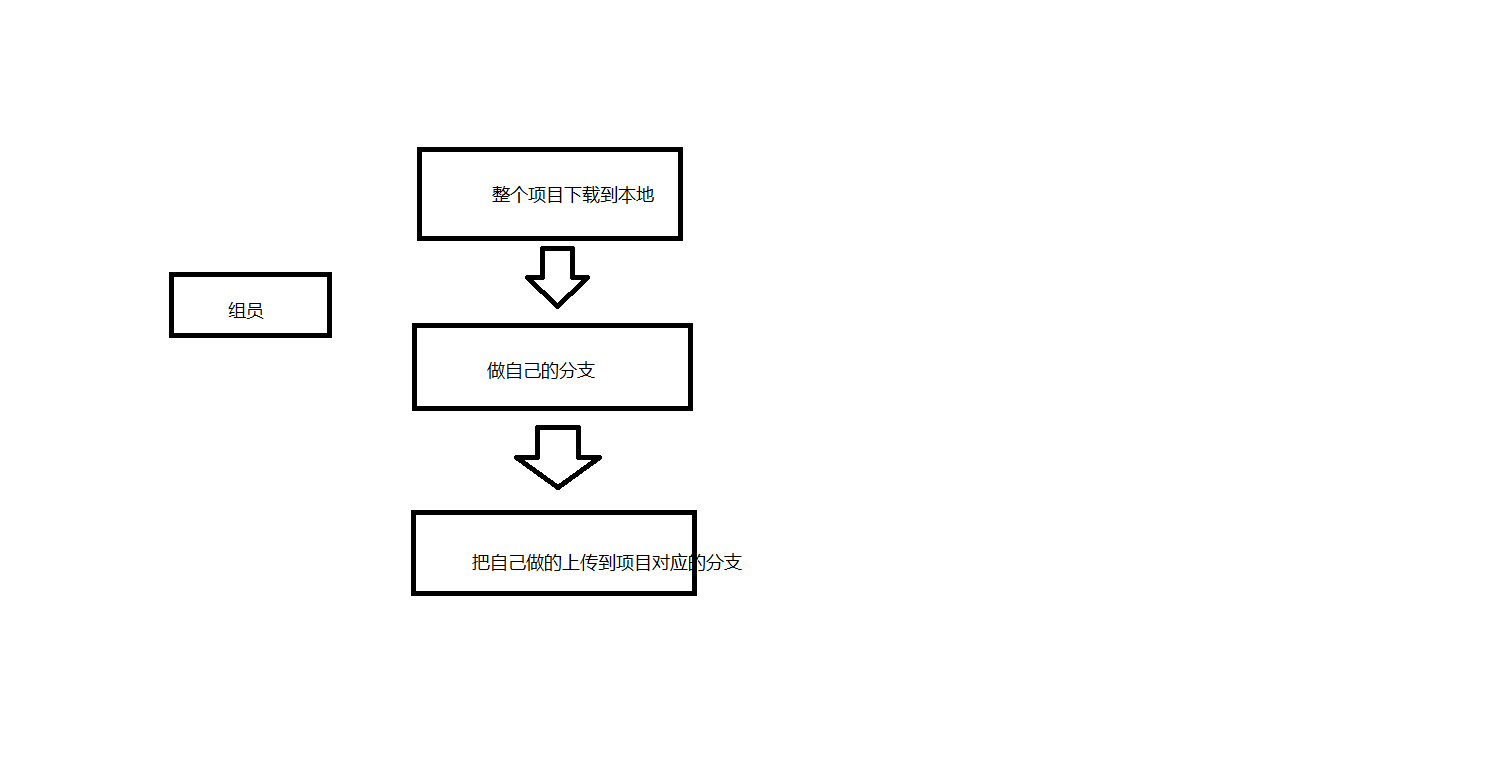 整个项目下载到本地
组员
做自己的分支
把自己做的上传到项目对应的分支